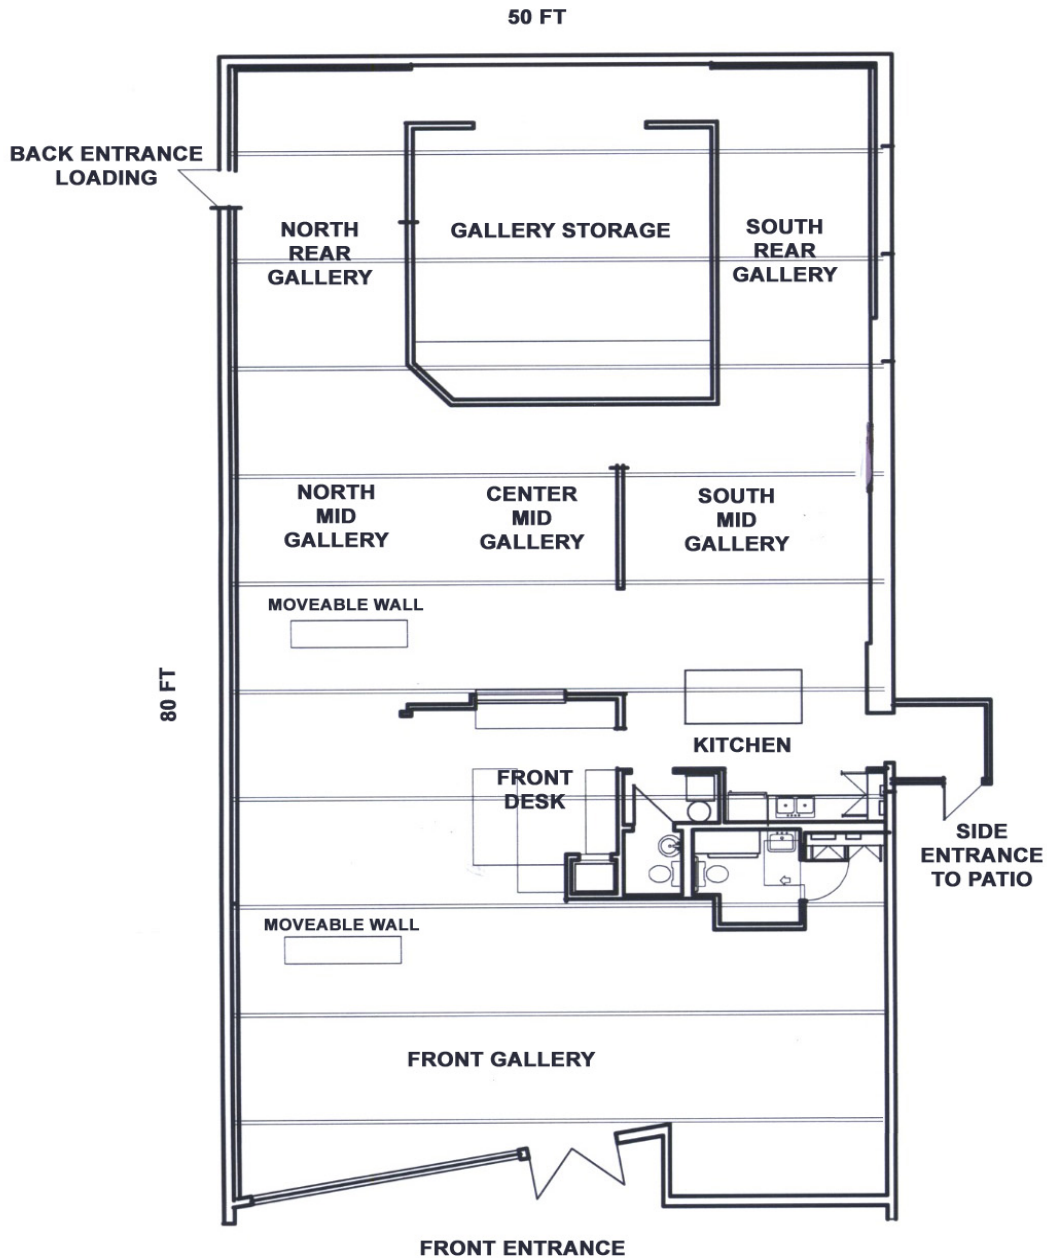 50 FT
BACK ENTRANCE
LOADING
NORTH
REAR
GALLERY
GALLERY STORAGE
SOUTH
REAR
GALLERY
NORTH
MID
GALLERY
CENTER
MID
GALLERY
SOUTH
MID
GALLERY
MOVEABLE WALL
80 FT
KITCHEN
FRONT
DESK
SIDE
ENTRANCE
TO PATIO
MOVEABLE WALL
FRONT GALLERY
FRONT ENTRANCE